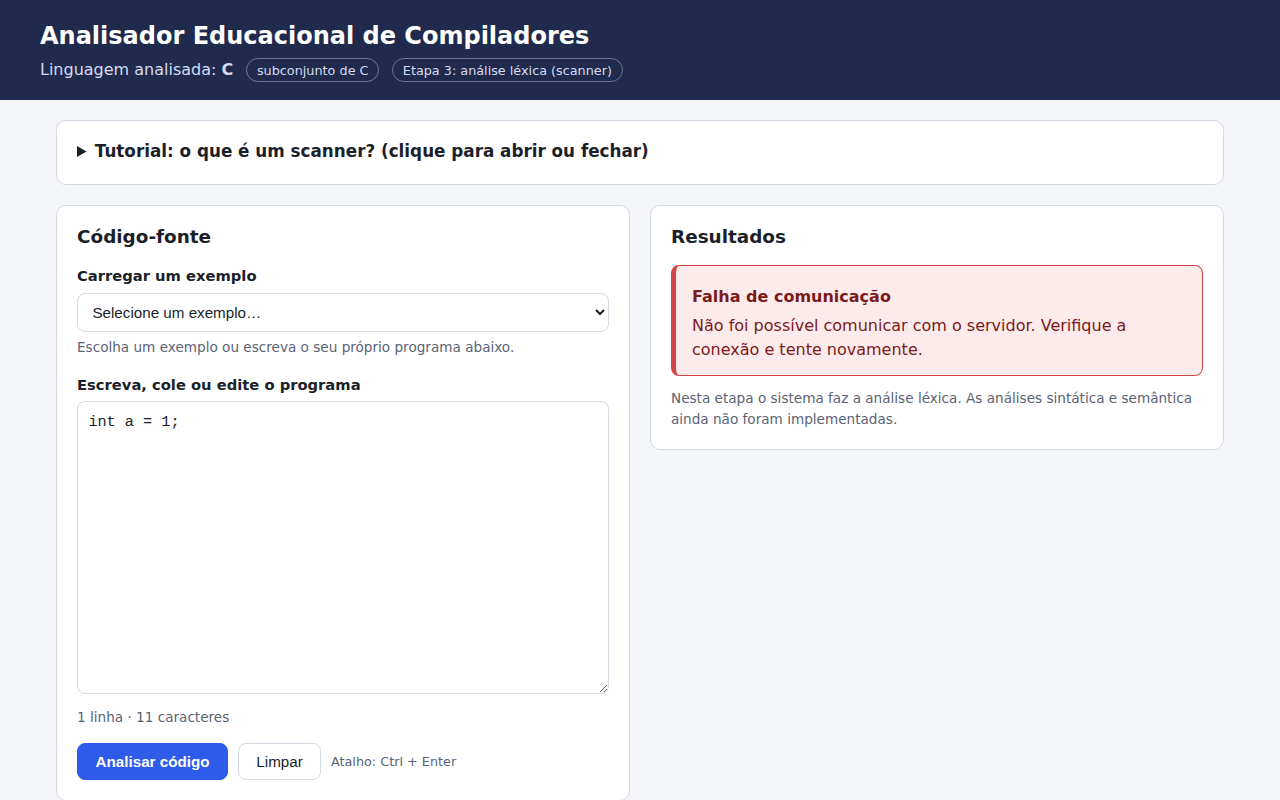 Analisador Educacional de Compiladores
Linguagem analisada: C subconjunto de C Etapa 3: análise léxica (scanner)
Tutorial: o que é um scanner? (clique para abrir ou fechar)
Código-fonte
Carregar um exemplo
Selecione um exemplo…
Escolha um exemplo ou escreva o seu próprio programa abaixo.
Escreva, cole ou edite o programa
int a = 1;
1 linha · 11 caracteres
Analisar código Limpar Atalho: Ctrl + Enter
Resultados
Falha de comunicação
Não foi possível comunicar com o servidor. Verifique a
conexão e tente novamente.
Nesta etapa o sistema faz a análise léxica. As análises sintática e semântica
ainda não foram implementadas.